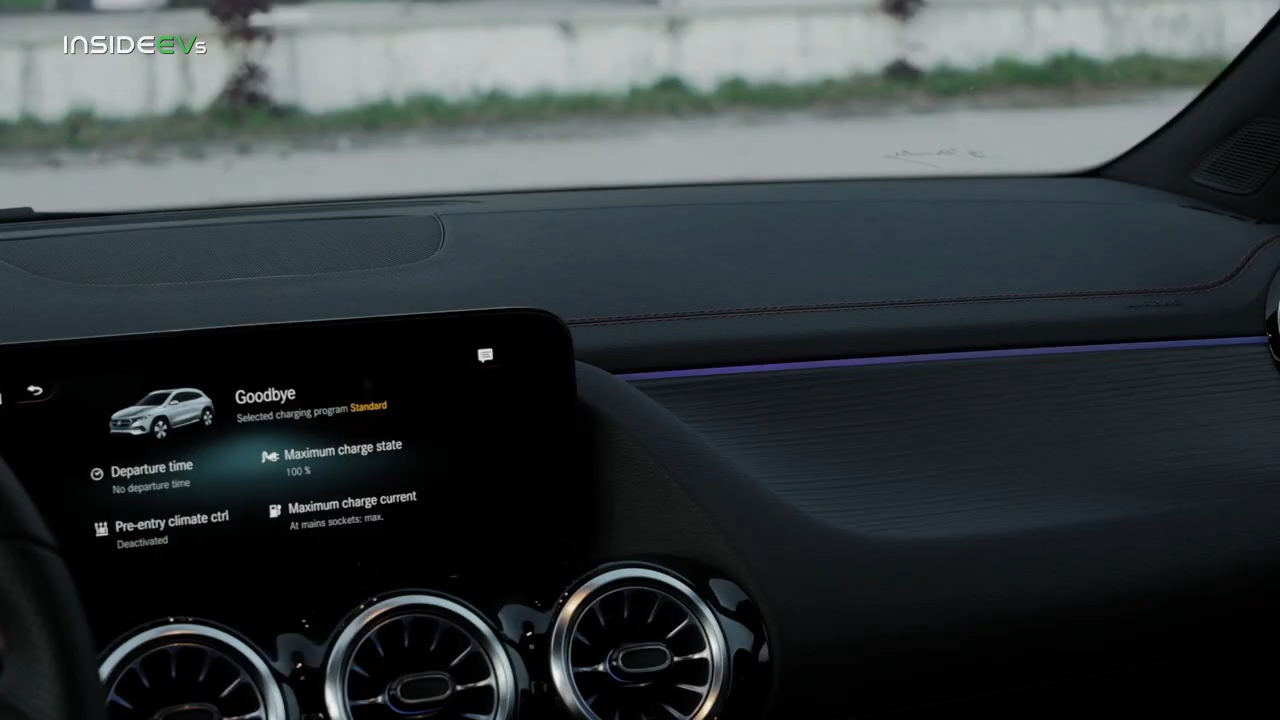 INSIDEEVs
Goodbye
Selected charging program Standard
Departure time
No departure time
Maximum charge state
100 %
Pre-entry climate ctrl
Deactivated
Maximum charge current
At mains sockets: max.